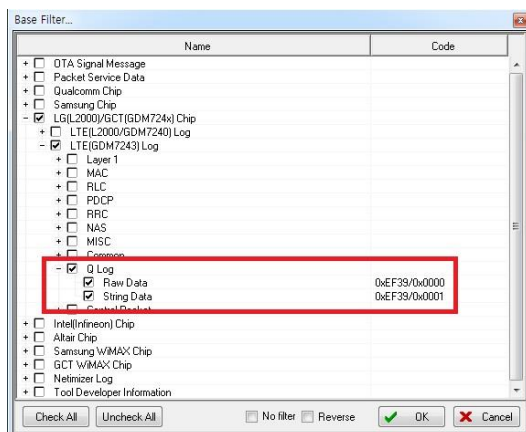 Base Filter...
Name Code
OTA Signal Message
Packet Service Data
Qualcomm Chip
Samsung Chip
LG(L2000)/GCT(GDM724x) Chip
LTE(L2000/GDM7240) Log
LTE(GDM7243) Log
Layer 1
MAC
RLC
PDCP
RRC
NAS
MISC
Common
Q Log
Raw Data 0xEF39/0x0000
String Data 0xEF39/0x0001
Control Packet
Intel(Infineon) Chip
Altair Chip
Samsung WiMAX Chip
GCT WiMAX Chip
Netimizer Log
Tool Developer Information
Check All Uncheck All No filter Reverse OK Cancel